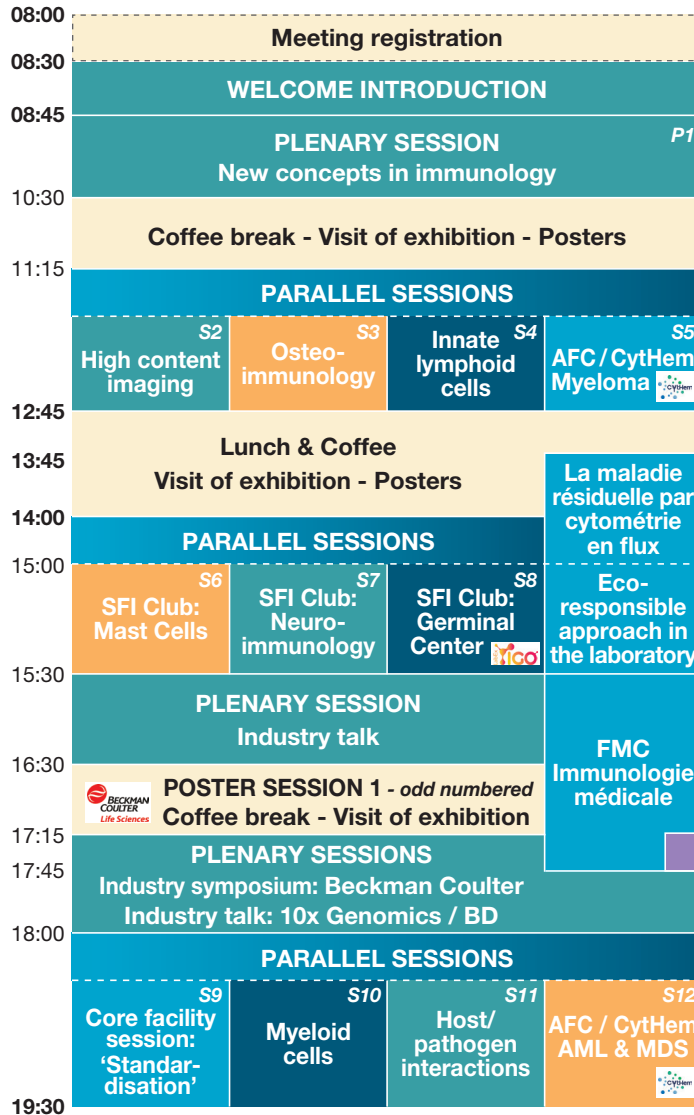 08:00
Meeting registration
08:30
WELCOME INTRODUCTION
08:45
PLENARY SESSION
P1
New concepts in immunology
10:30
Coffee break - Visit of exhibition - Posters
11:15
PARALLEL SESSIONS
S2
High content
imaging
S3
Osteo-
immunology
S4
Innate
lymphoid
cells
S5
AFC / CytHem
Myeloma
CYtHem
12:45
Lunch & Coffee
13:45
Visit of exhibition - Posters
La maladie
résiduelle par
cytométrie
en flux
14:00
PARALLEL SESSIONS
15:00
S6
SFI Club:
Mast Cells
S7
SFI Club:
Neuro-
immunology
S8
SFI Club:
Germinal
Center
Eco-
responsible
approach in
the laboratory
15:30
PLENARY SESSION
Industry talk
FMC
Immunologie
médicale
16:30
BECKMAN
COULTER
Life Sciences
POSTER SESSION 1 - odd numbered
Coffee break - Visit of exhibition
17:15
PLENARY SESSIONS
17:45
Industry symposium: Beckman Coulter
Industry talk: 10x Genomics / BD
18:00
PARALLEL SESSIONS
S9
Core facility
session:
‘Standar-
disation’
S10
Myeloid
cells
S11
Host/
pathogen
interactions
S12
AFC / CytHem
AML & MDS
CYtHem
19:30